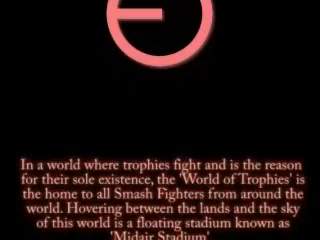 In a world where trophies fight and is the reason
for their sole existence, the 'World of Trophies' is
the home to all Smash Fighters from around the
world. Hovering between the lands and the sky
of this world is a floating stadium known as
'Midair Stadium'